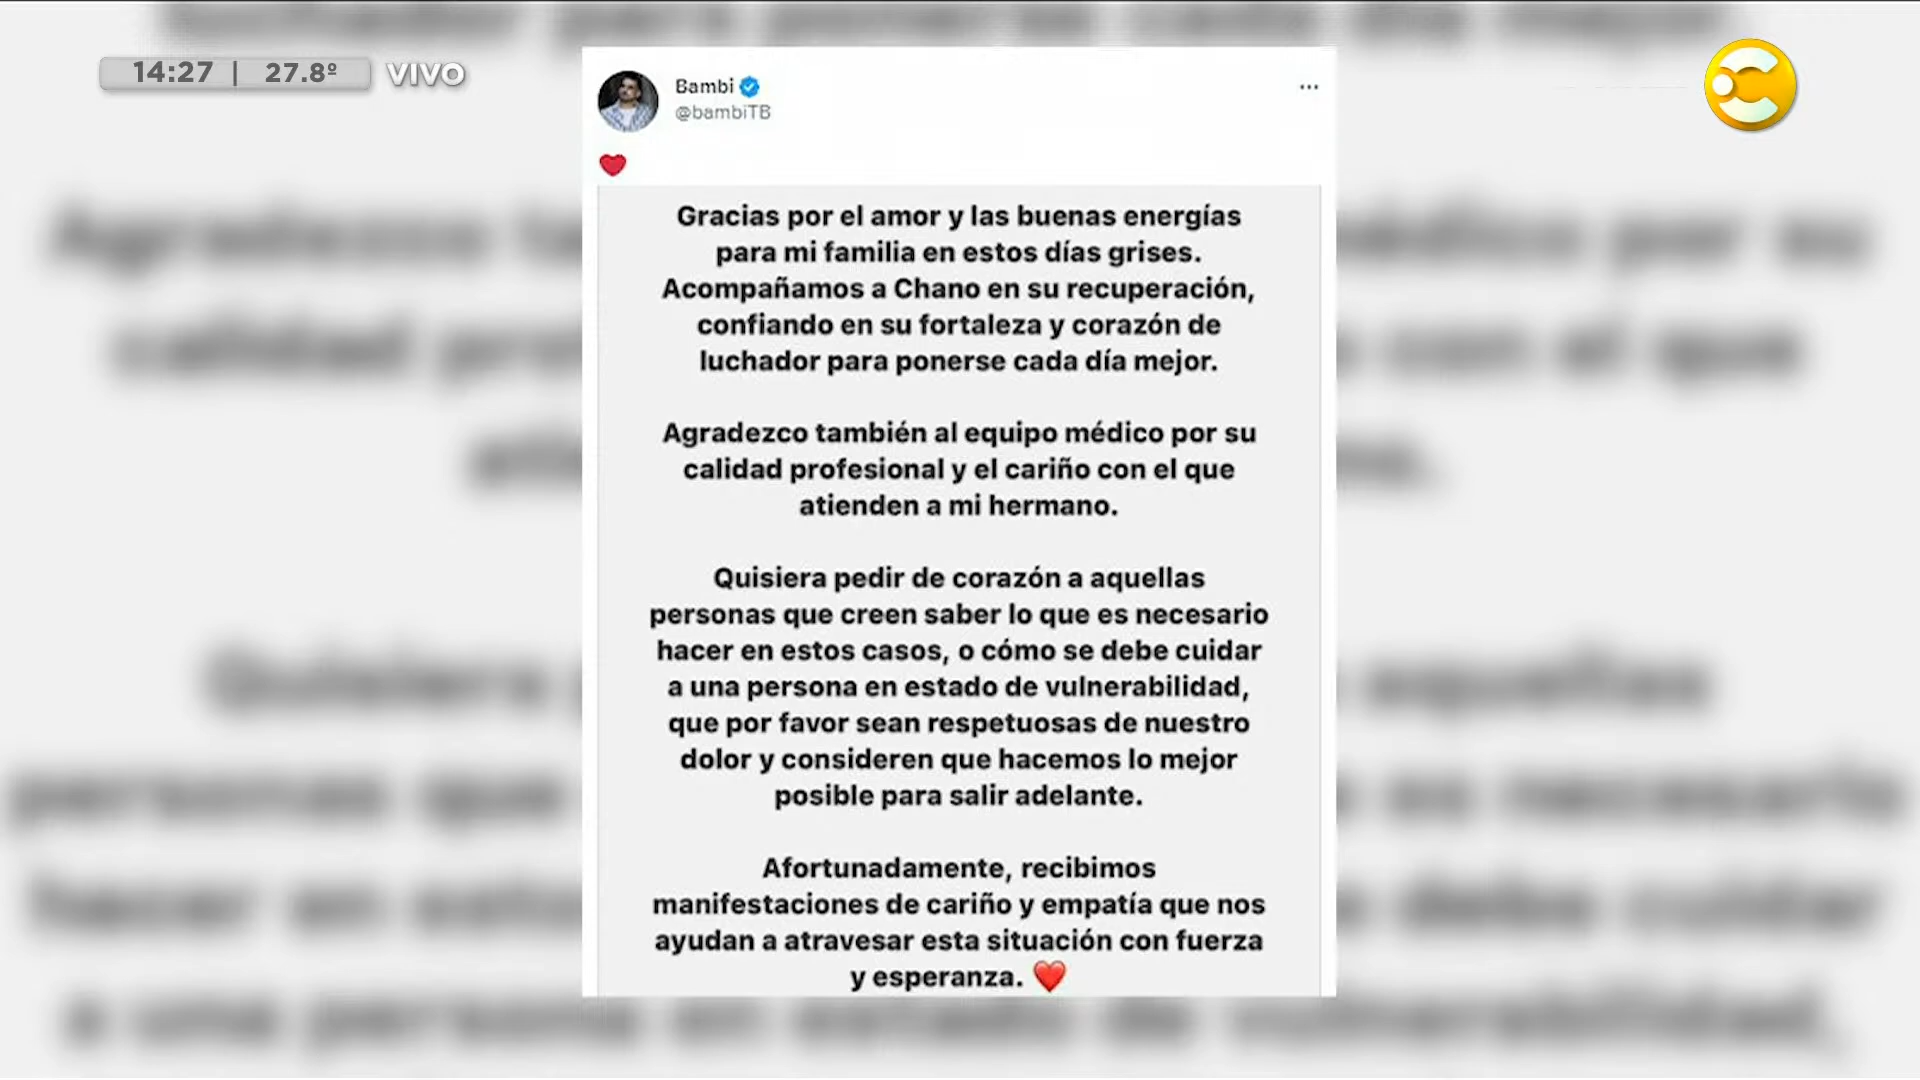 14:27 | 27.8º VIVO
Bambi
@bambiTB
Gracias por el amor y las buenas energías
para mi familia en estos días grises.
Acompañamos a Chano en su recuperación,
confiando en su fortaleza y corazón de
luchador para ponerse cada día mejor.
Agradezco también al equipo médico por su
calidad profesional y el cariño con el que
atienden a mi hermano.
Quisiera pedir de corazón a aquellas
personas que creen saber lo que es necesario
hacer en estos casos, o cómo se debe cuidar
a una persona en estado de vulnerabilidad,
que por favor sean respetuosas de nuestro
dolor y consideren que hacemos lo mejor
posible para salir adelante.
Afortunadamente, recibimos
manifestaciones de cariño y empatía que nos
ayudan a atravesar esta situación con fuerza
y esperanza. ❤️